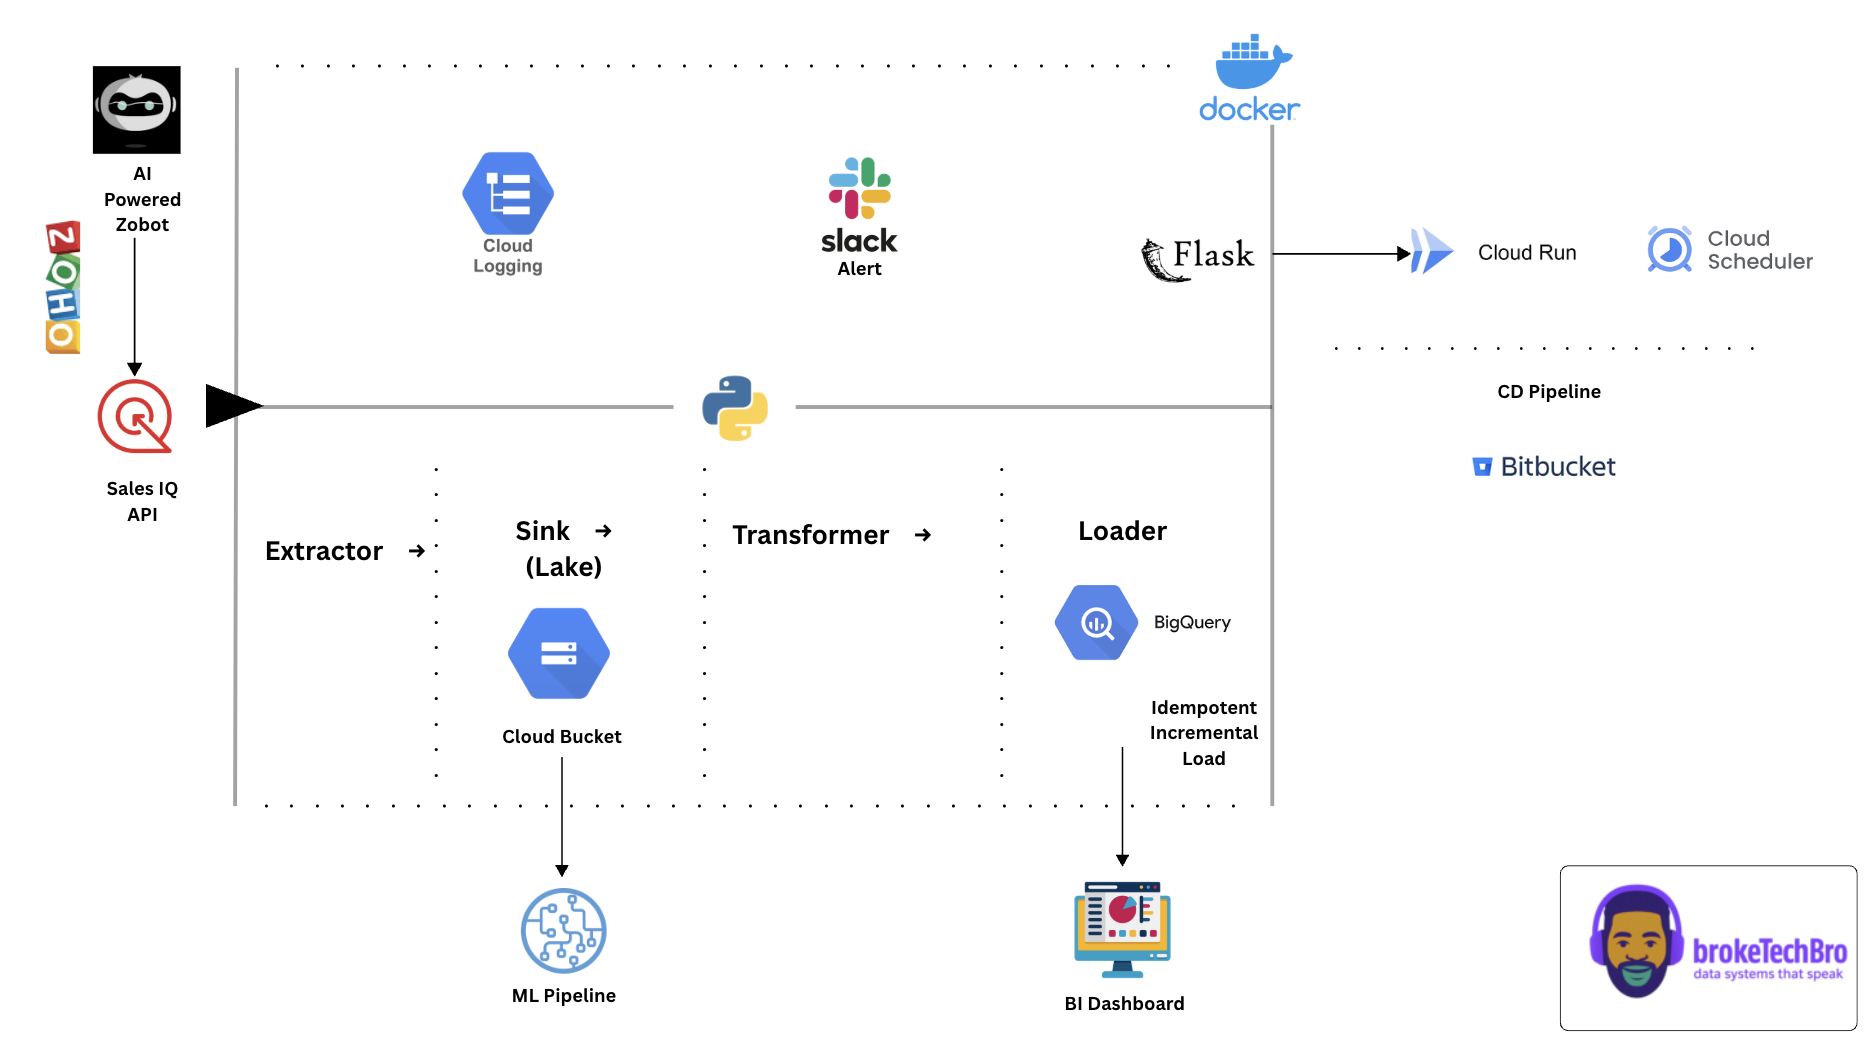 docker
AI
Powered
Zobot
ZOHO
Cloud
Logging
slack
Alert
Flask
Cloud Run
Cloud
Scheduler
CD Pipeline
Bitbucket
Sales IQ
API
Extractor →
Sink →
(Lake)
Transformer →
Loader
BigQuery
Cloud Bucket
Idempotent
Incremental
Load
ML Pipeline
BI Dashboard
brokeTechBro
data systems that speak